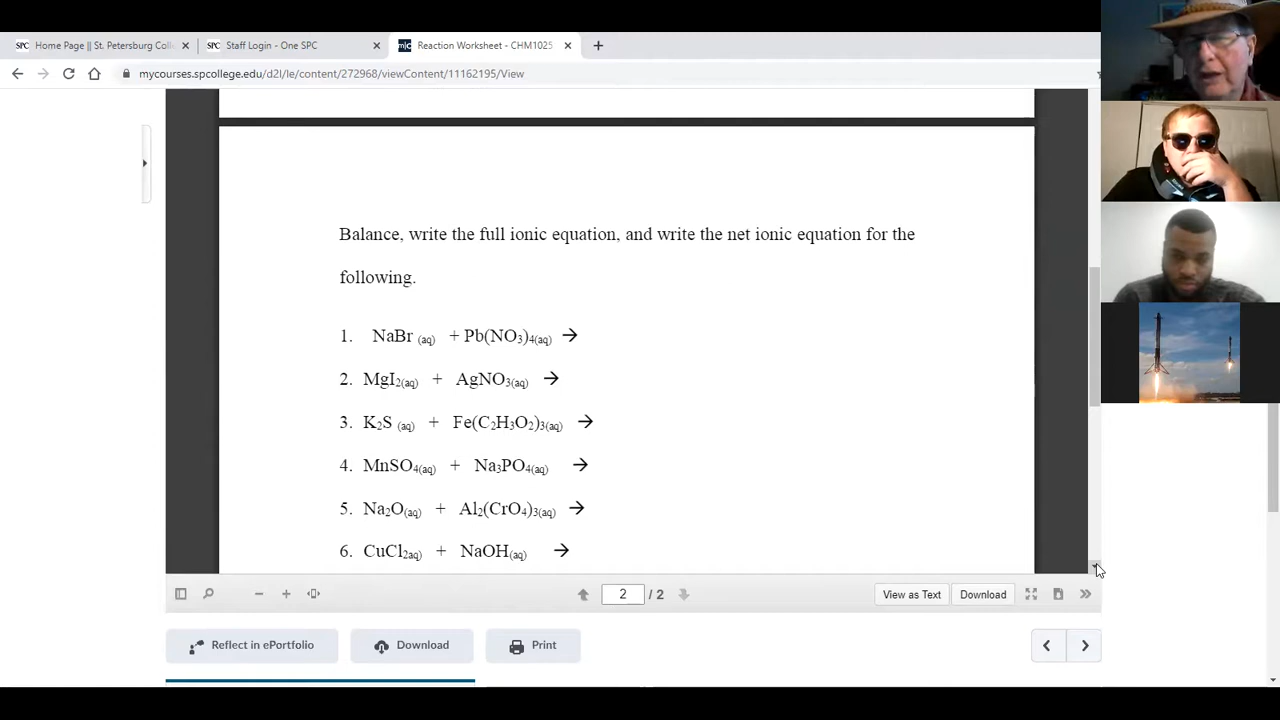 Home Page || St. Petersburg Coll
Staff Login - One SPC
Reaction Worksheet - CHM1025
mycourses.spcollege.edu/d2l/le/content/272968/viewContent/11162195/View
Balance, write the full ionic equation, and write the net ionic equation for the
following.
1. NaBr (aq) + Pb(NO3)4(aq) →
2. MgI2(aq) + AgNO3(aq) →
3. K2S (aq) + Fe(C2H3O2)3(aq) →
4. MnSO4(aq) + Na3PO4(aq) →
5. Na2O(aq) + Al2(CrO4)3(aq) →
6. CuCl2aq) + NaOH(aq) →
2 / 2
View as Text
Download
Reflect in ePortfolio
Download
Print